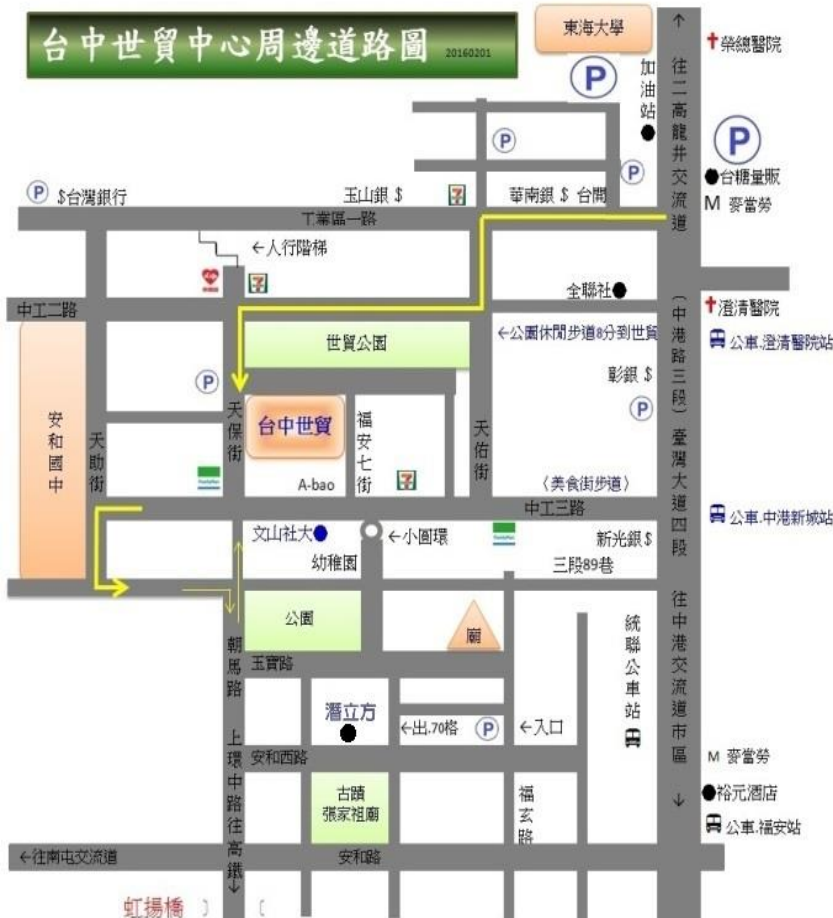 台中世貿中心周邊道路圖 20160201
東海大學
榮總醫院
加油站
往二高龍井交流道
P
P
P
P
台糖量販
M 麥當勞
P $台灣銀行
玉山銀 $
7
華南銀 $ 台開
工業區一路
←人行階梯
7
全聯社
中工二路
澄清醫院
世貿公園
←公園休閒步道8分到世貿
公車.澄清醫院站
(中港路三段)
彰銀 $
P
P
安和國中
天助街
天保街
台中世貿
福安七街
天佑街
臺灣大道四段
A-bao
7
〈美食街步道〉
FamilyMart
中工三路
公車.中港新城站
文山社大
←小圓環
FamilyMart
新光銀$
幼稚園
三段89巷
公園
廟
往中港交流道市區
統聯公車站
朝馬路
玉寶路
潛立方
←出.70格 P
←入口
上環中路往高鐵
安和西路
M 麥當勞
古蹟
張家祖廟
福玄路
裕元酒店
公車.福安站
←往南屯交流道
安和路
虹揚橋